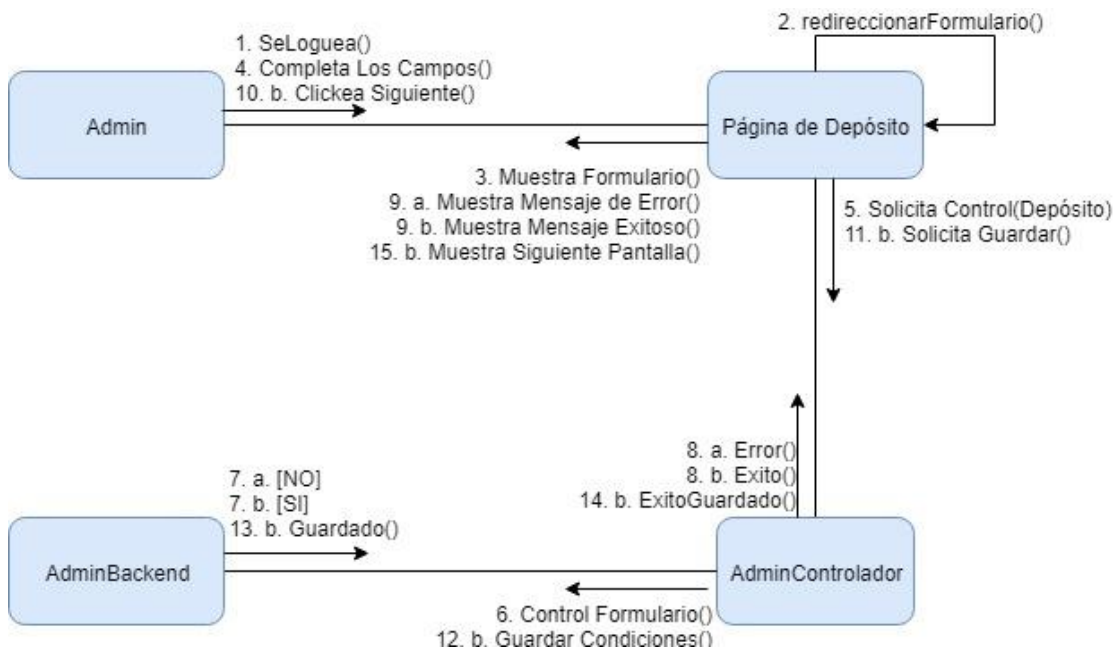 2. redireccionarFormulario()
1. SeLoguea()
4. Completa Los Campos()
10. b. Clickea Siguiente()
Admin
Página de Depósito
3. Muestra Formulario()
9. a. Muestra Mensaje de Error()
9. b. Muestra Mensaje Exitoso()
15. b. Muestra Siguiente Pantalla()
5. Solicita Control(Depósito)
11. b. Solicita Guardar()
8. a. Error()
8. b. Exito()
14. b. ExitoGuardado()
7. a. [NO]
7. b. [SI]
13. b. Guardado()
AdminBackend
AdminControlador
6. Control Formulario()
12. b. Guardar Condiciones()